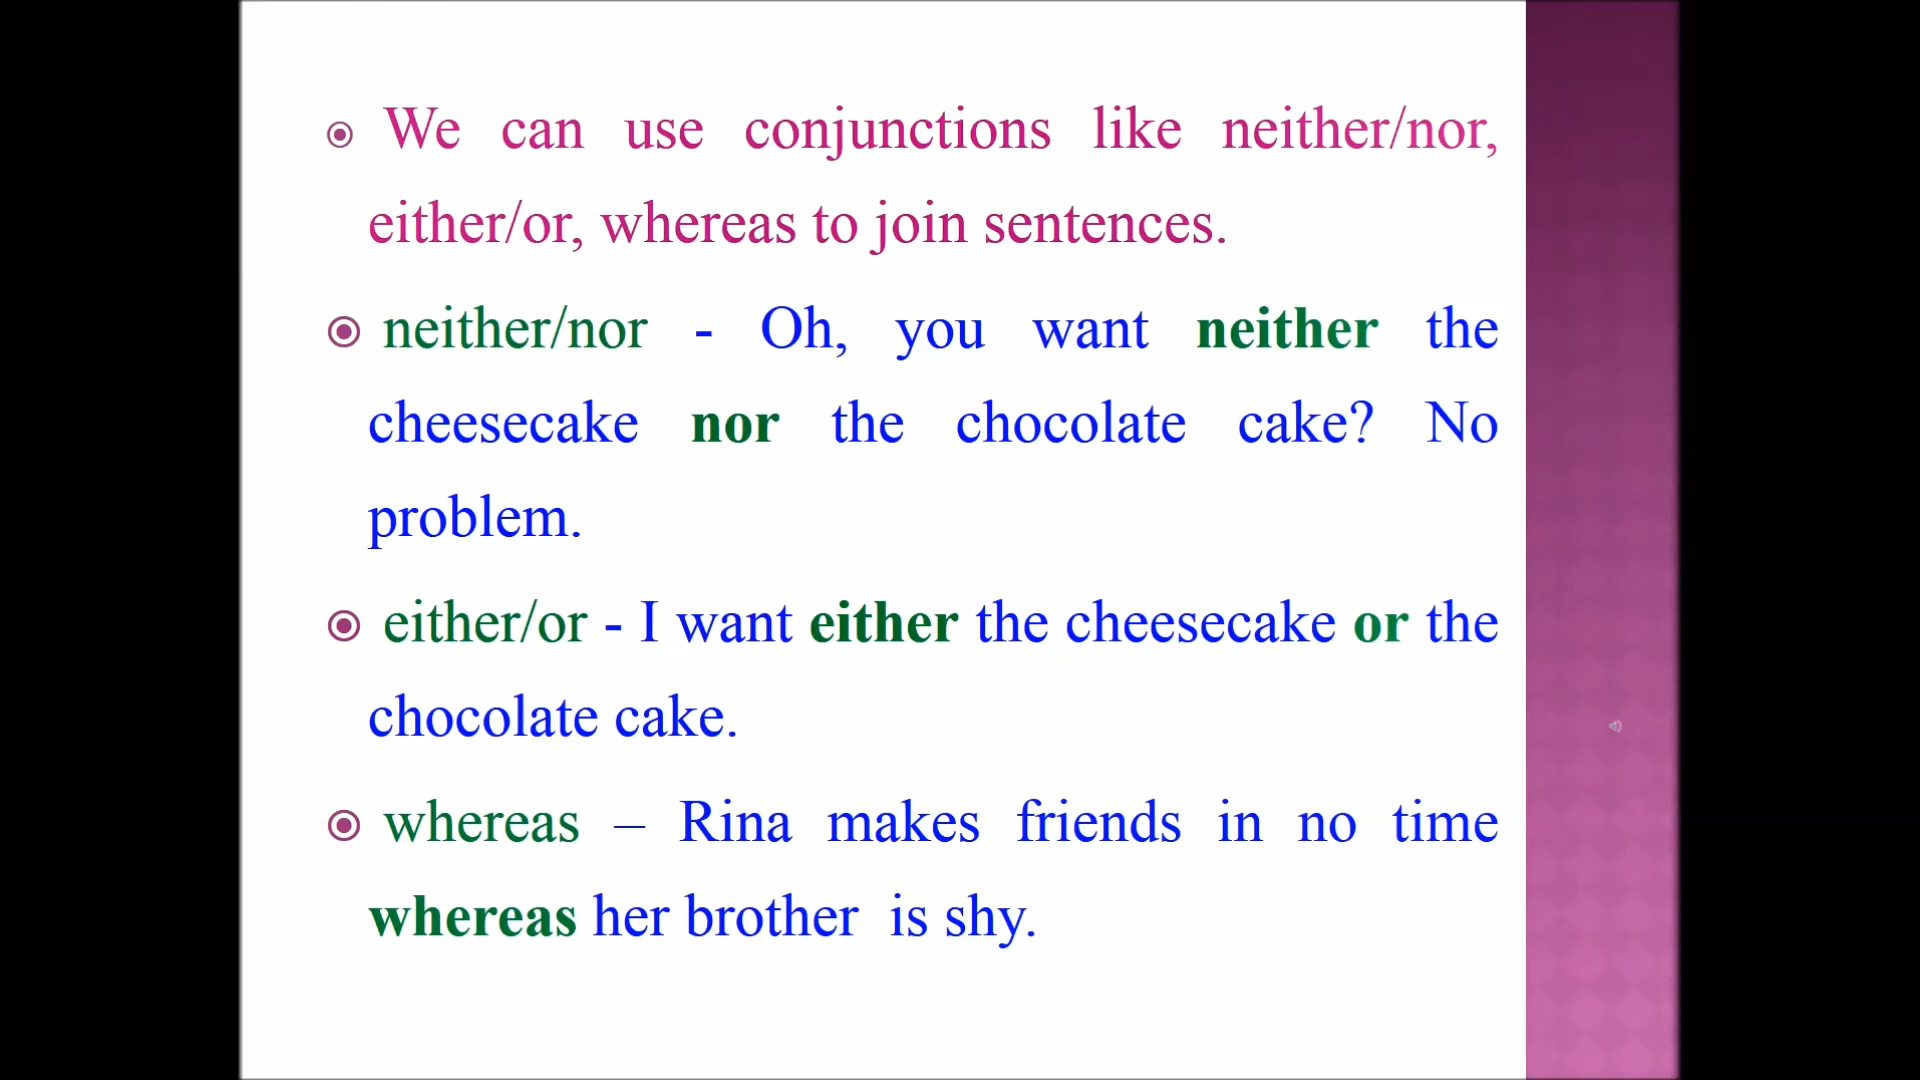 We can use conjunctions like neither/nor,
either/or, whereas to join sentences.
neither/nor - Oh, you want neither the
cheesecake nor the chocolate cake? No
problem.
either/or - I want either the cheesecake or the
chocolate cake.
whereas – Rina makes friends in no time
whereas her brother  is shy.